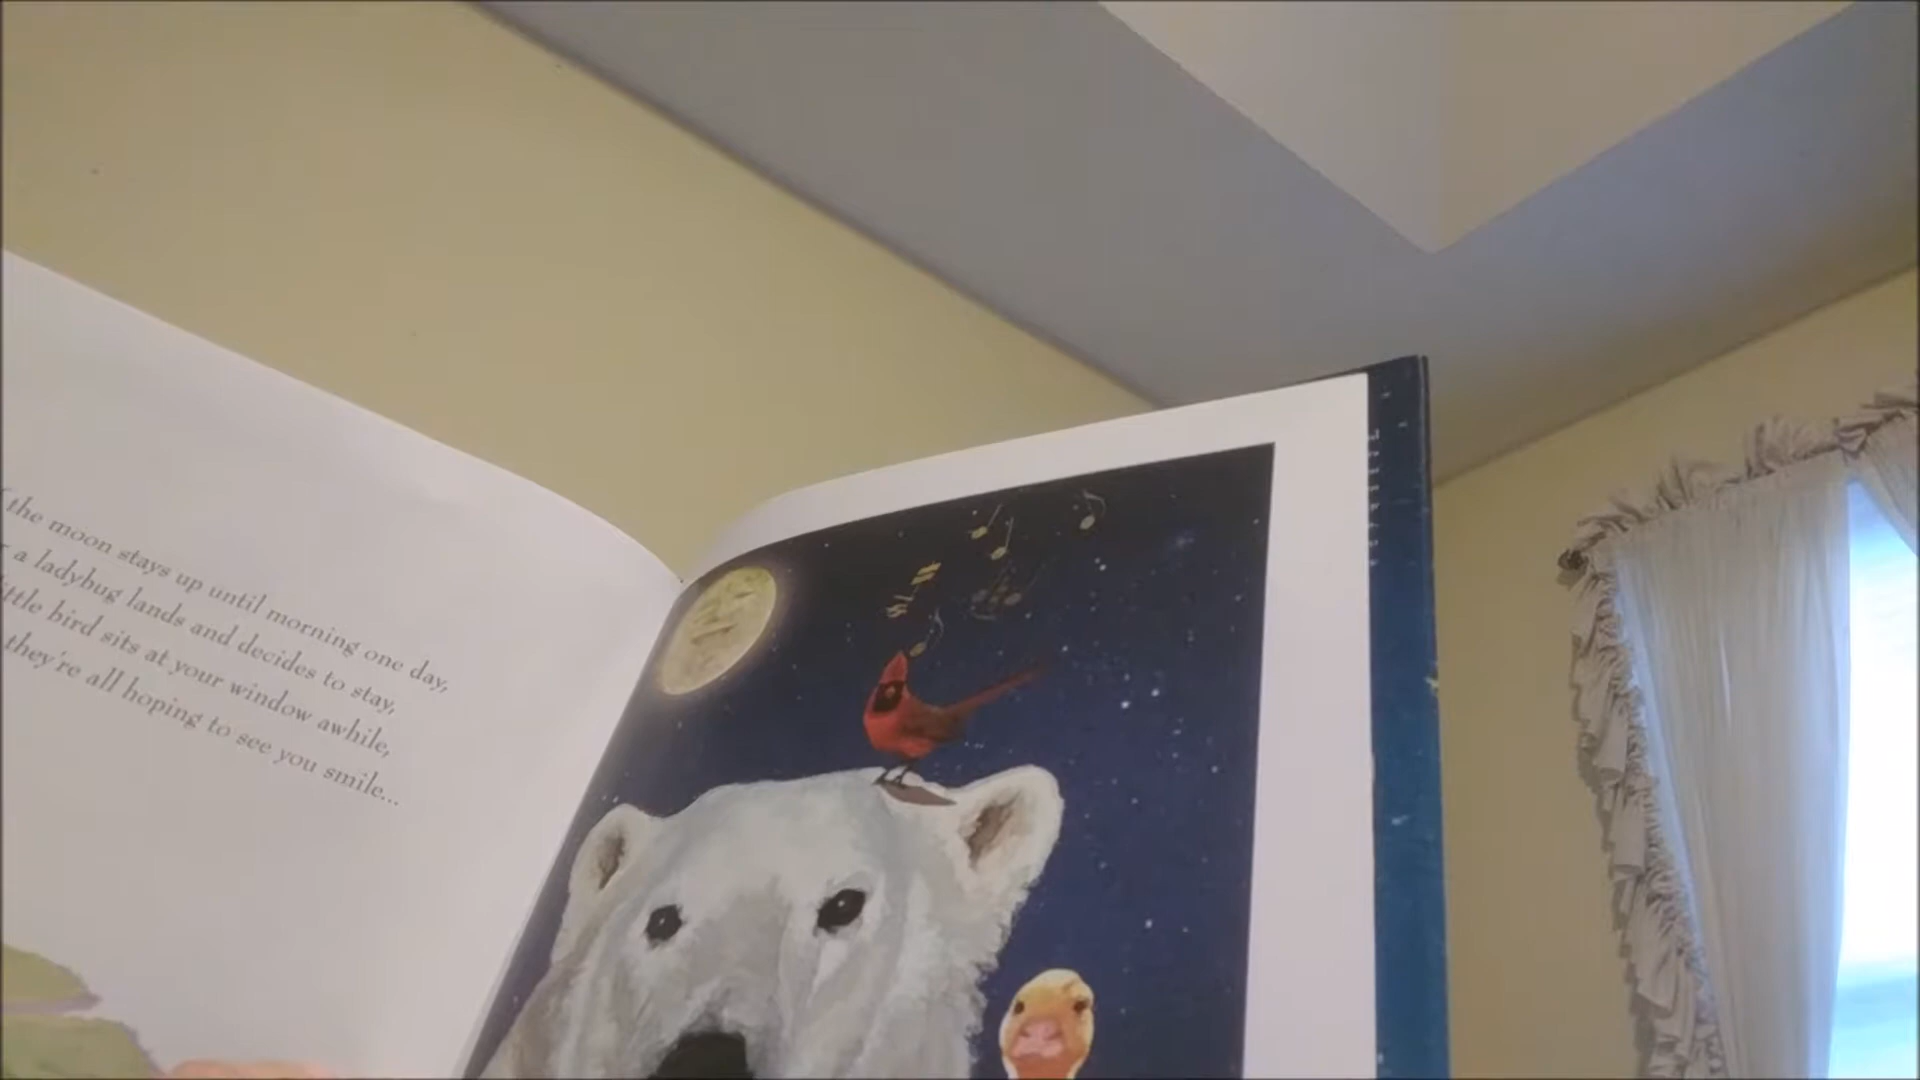 the moon stays up until morning one day,
a ladybug lands and decides to stay,
little bird sits at your window awhile,
they're all hoping to see you smile...